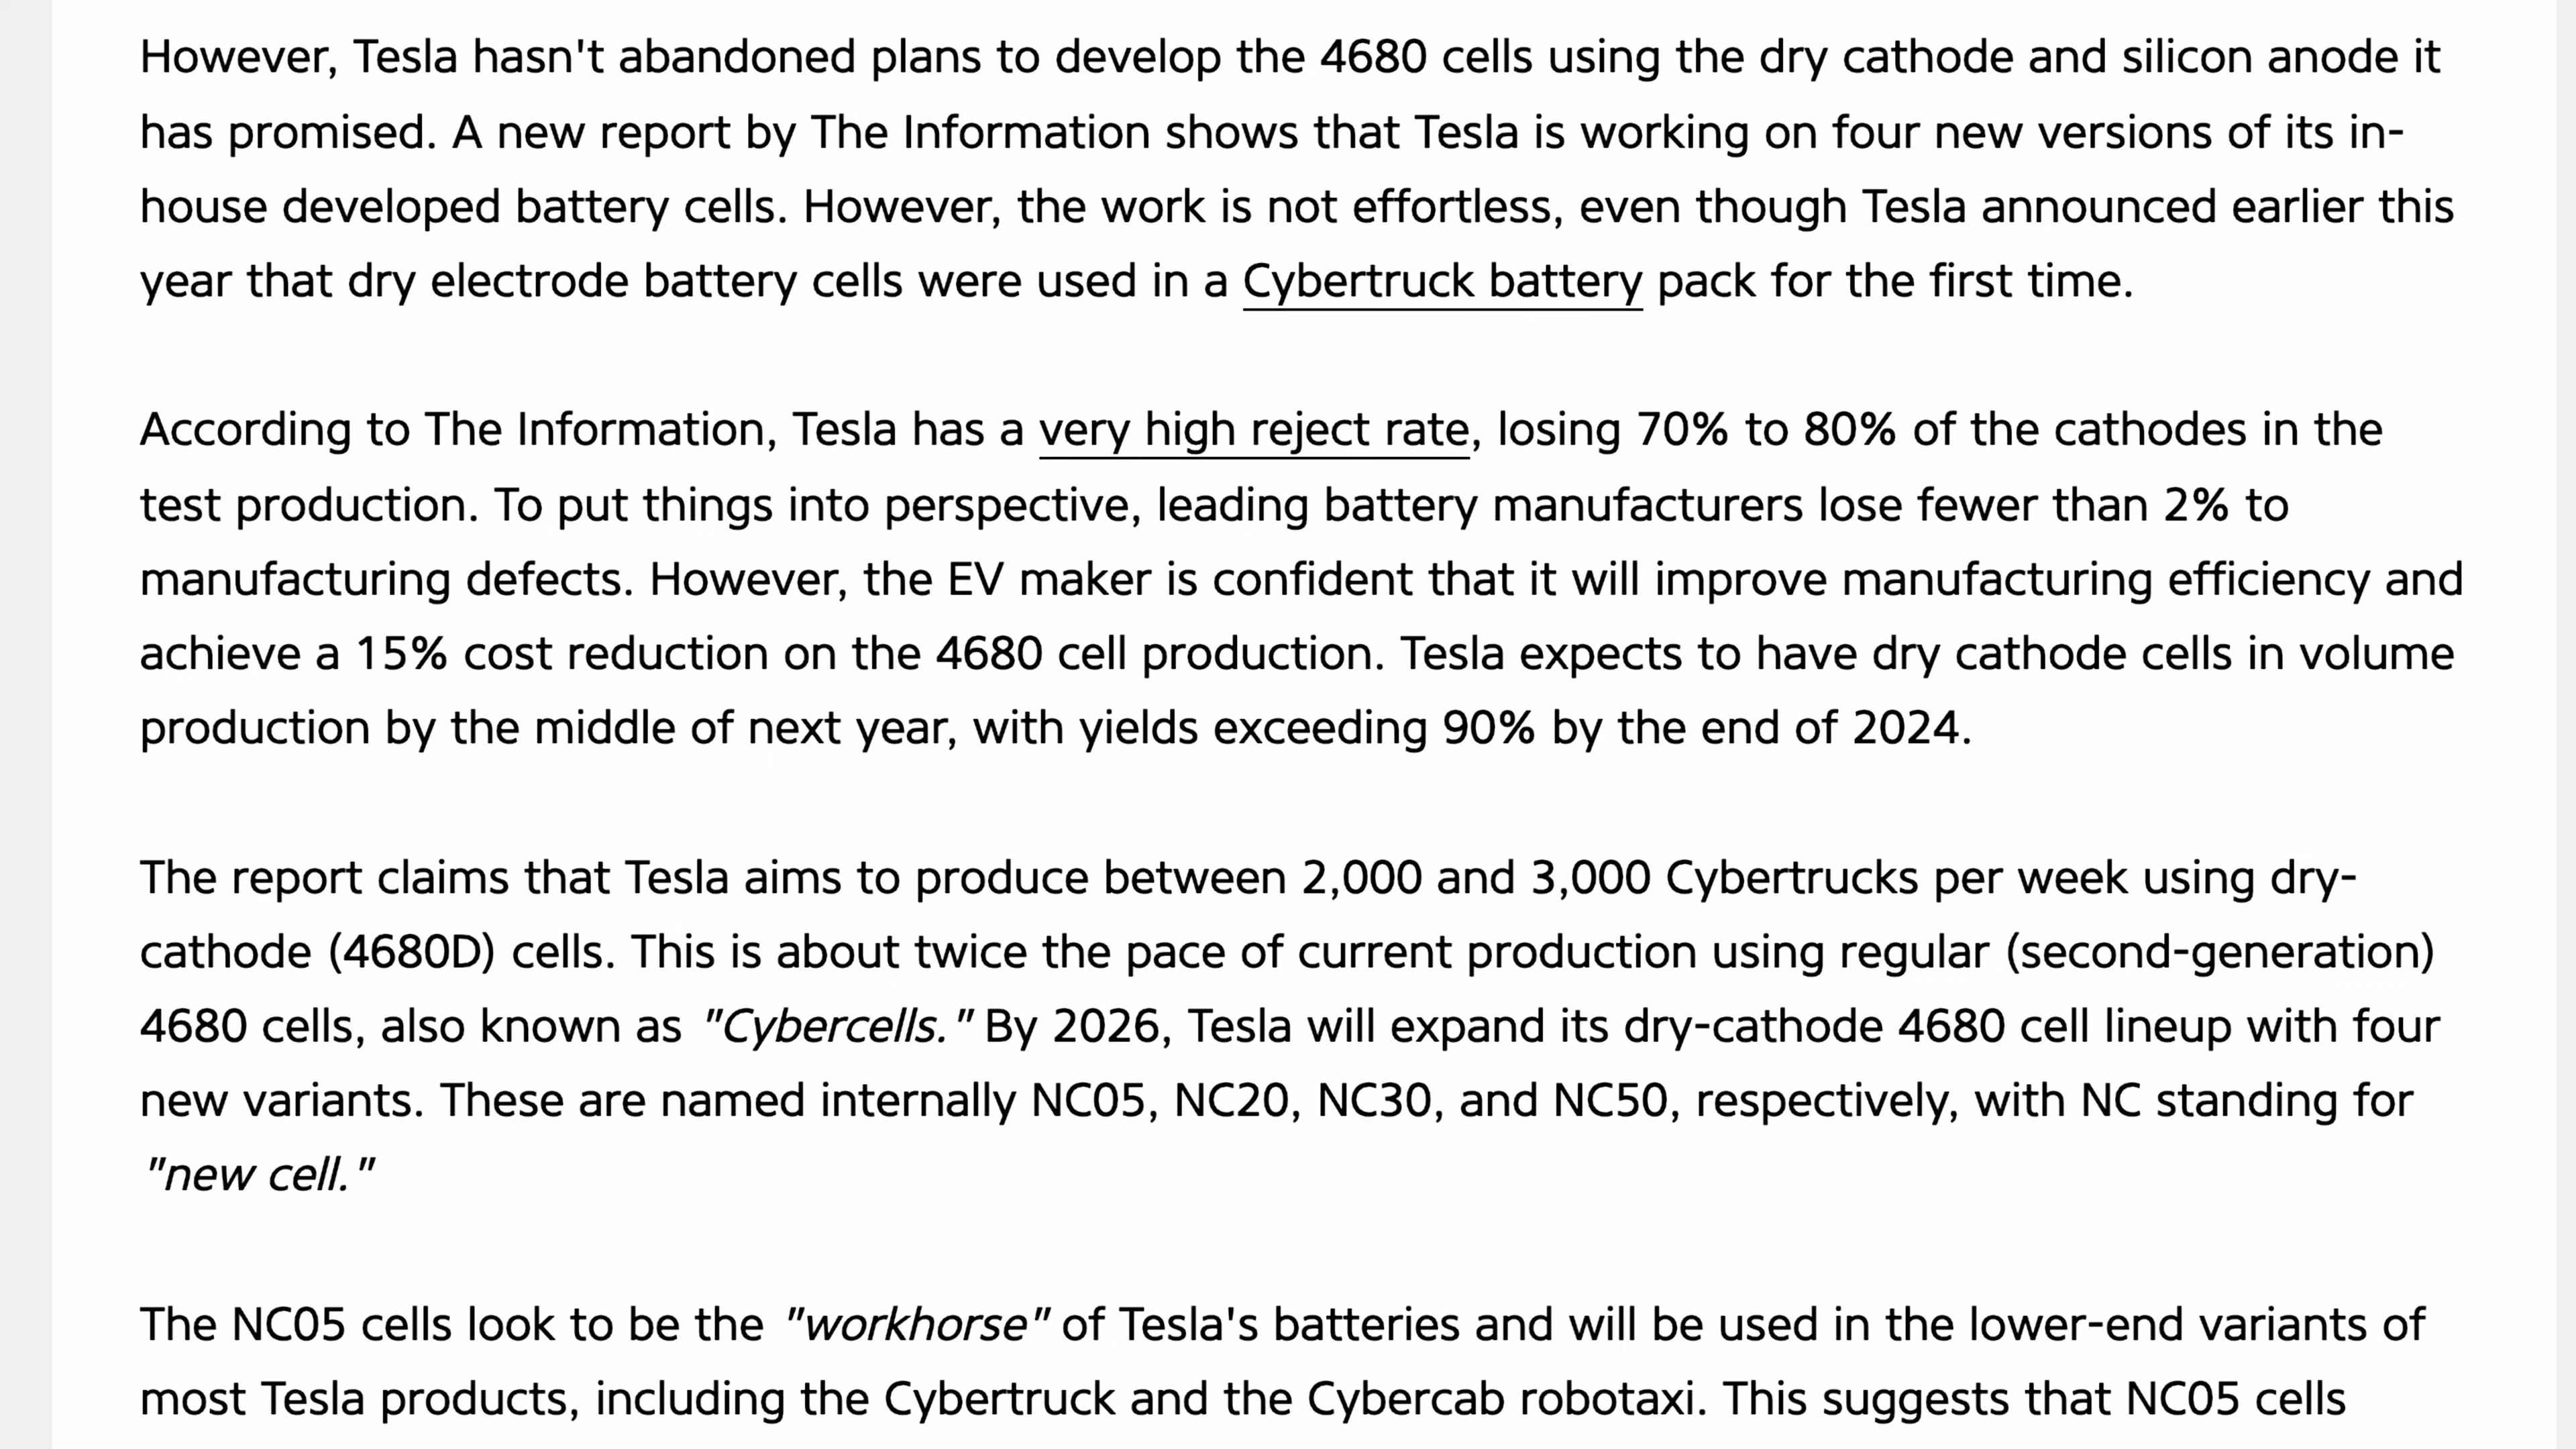 However, Tesla hasn't abandoned plans to develop the 4680 cells using the dry cathode and silicon anode it
has promised. A new report by The Information shows that Tesla is working on four new versions of its in-
house developed battery cells. However, the work is not effortless, even though Tesla announced earlier this
year that dry electrode battery cells were used in a Cybertruck battery pack for the first time.
According to The Information, Tesla has a very high reject rate, losing 70% to 80% of the cathodes in the
test production. To put things into perspective, leading battery manufacturers lose fewer than 2% to
manufacturing defects. However, the EV maker is confident that it will improve manufacturing efficiency and
achieve a 15% cost reduction on the 4680 cell production. Tesla expects to have dry cathode cells in volume
production by the middle of next year, with yields exceeding 90% by the end of 2024.
The report claims that Tesla aims to produce between 2,000 and 3,000 Cybertrucks per week using dry-
cathode (4680D) cells. This is about twice the pace of current production using regular (second-generation)
4680 cells, also known as "Cybercells." By 2026, Tesla will expand its dry-cathode 4680 cell lineup with four
new variants. These are named internally NC05, NC20, NC30, and NC50, respectively, with NC standing for
"new cell."
The NC05 cells look to be the "workhorse" of Tesla's batteries and will be used in the lower-end variants of
most Tesla products, including the Cybertruck and the Cybercab robotaxi. This suggests that NC05 cells